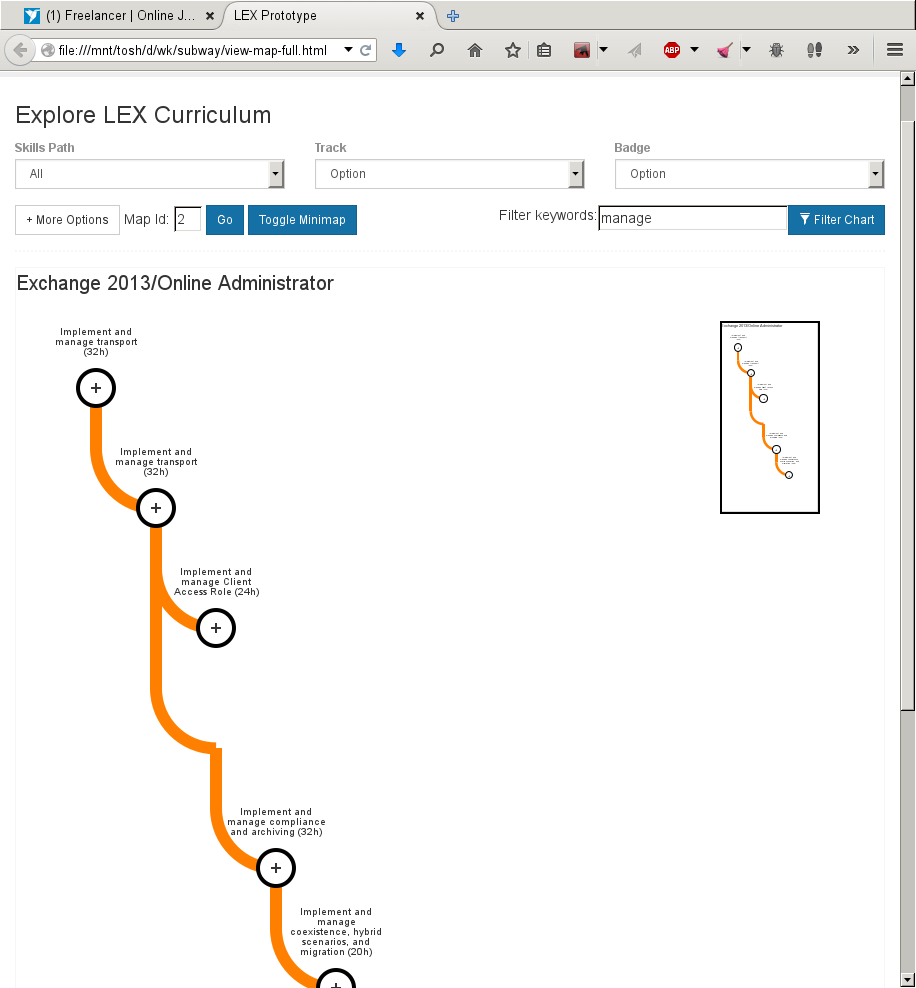 (1) Freelancer | Online J... × LEX Prototype ×
file:///mnt/tosh/d/wk/subway/view-map-full.html
ABP
Explore LEX Curriculum
Skills Path Track Badge
All Option Option
+ More Options Map Id: 2 Go Toggle Minimap Filter keywords: manage Filter Chart
Exchange 2013/Online Administrator
Exchange 2013/Online Administrator
Implement and
manage transport
(32h)
Implement and
manage transport
(32h)
Implement and
manage Client
Access Role (24h)
Implement and
manage compliance
and archiving (32h)
Implement and
manage
coexistence, hybrid
scenarios, and
migration (20h)